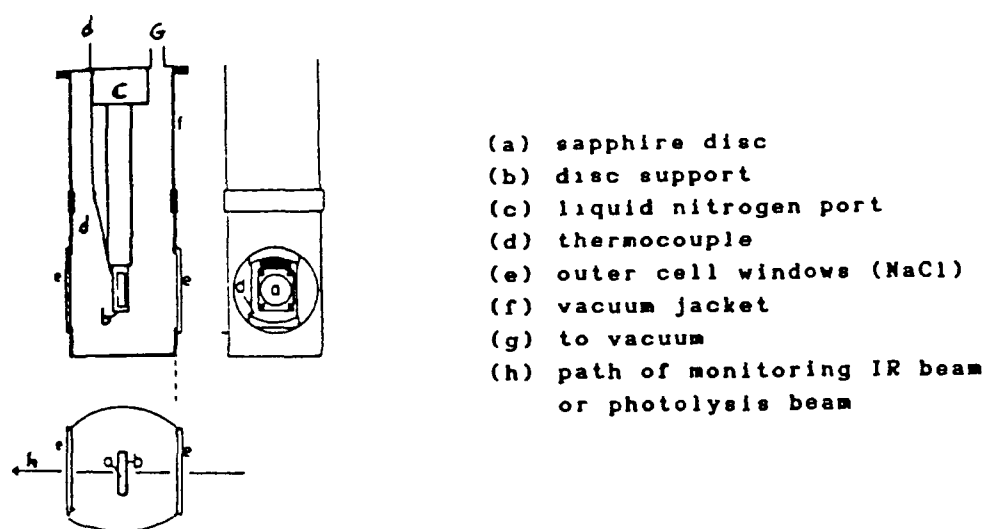 d G
C
f
d
e e
b
a
a
(a) sapphire disc
(b) disc support
(c) liquid nitrogen port
(d) thermocouple
(e) outer cell windows (NaCl)
(f) vacuum jacket
(g) to vacuum
(h) path of monitoring IR beam
or photolysis beam
e e
h a b